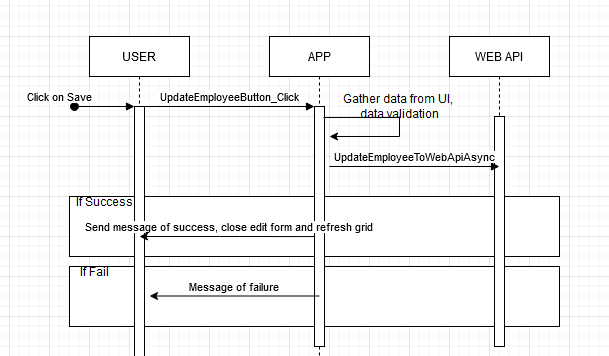 USER
APP
WEB API
Click on Save
UpdateEmployeeButton_Click
Gather data from UI,
data validation
UpdateEmployeeToWebApiAsync
If Success
Send message of success, close edit form and refresh grid
If Fail
Message of failure